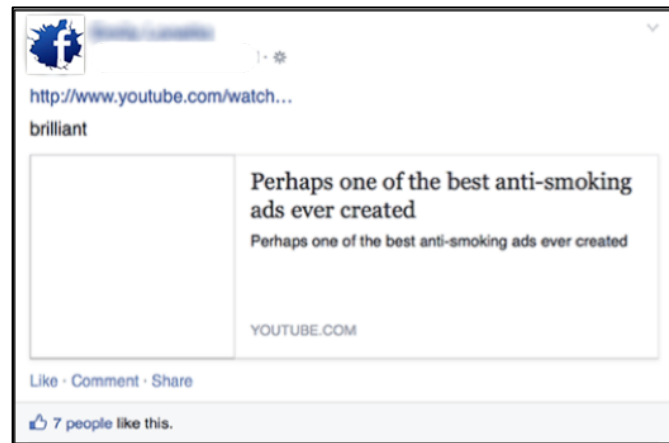 f
http://www.youtube.com/watch...
brilliant
Perhaps one of the best anti-smoking
ads ever created
Perhaps one of the best anti-smoking ads ever created
YOUTUBE.COM
Like · Comment · Share
7 people like this.